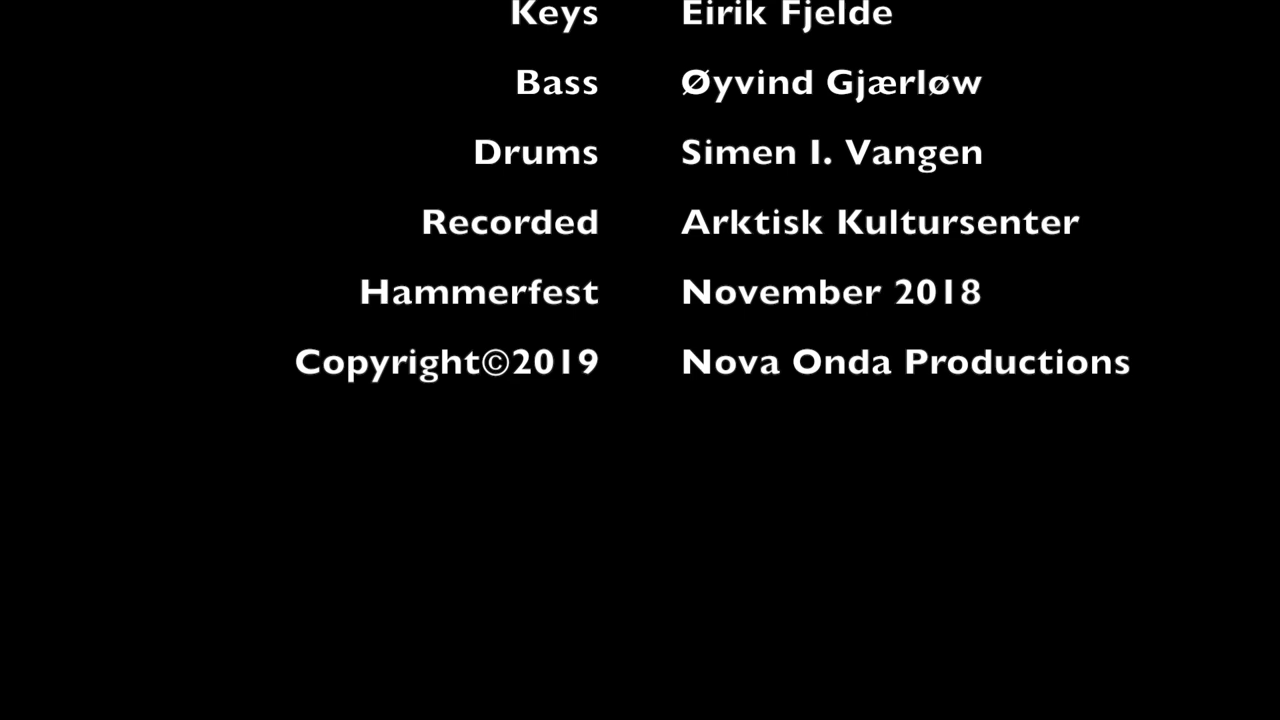 Keys Eirik Fjelde
Bass Øyvind Gjærløw
Drums Simen I. Vangen
Recorded Arktisk Kultursenter
Hammerfest November 2018
Copyright©2019 Nova Onda Productions